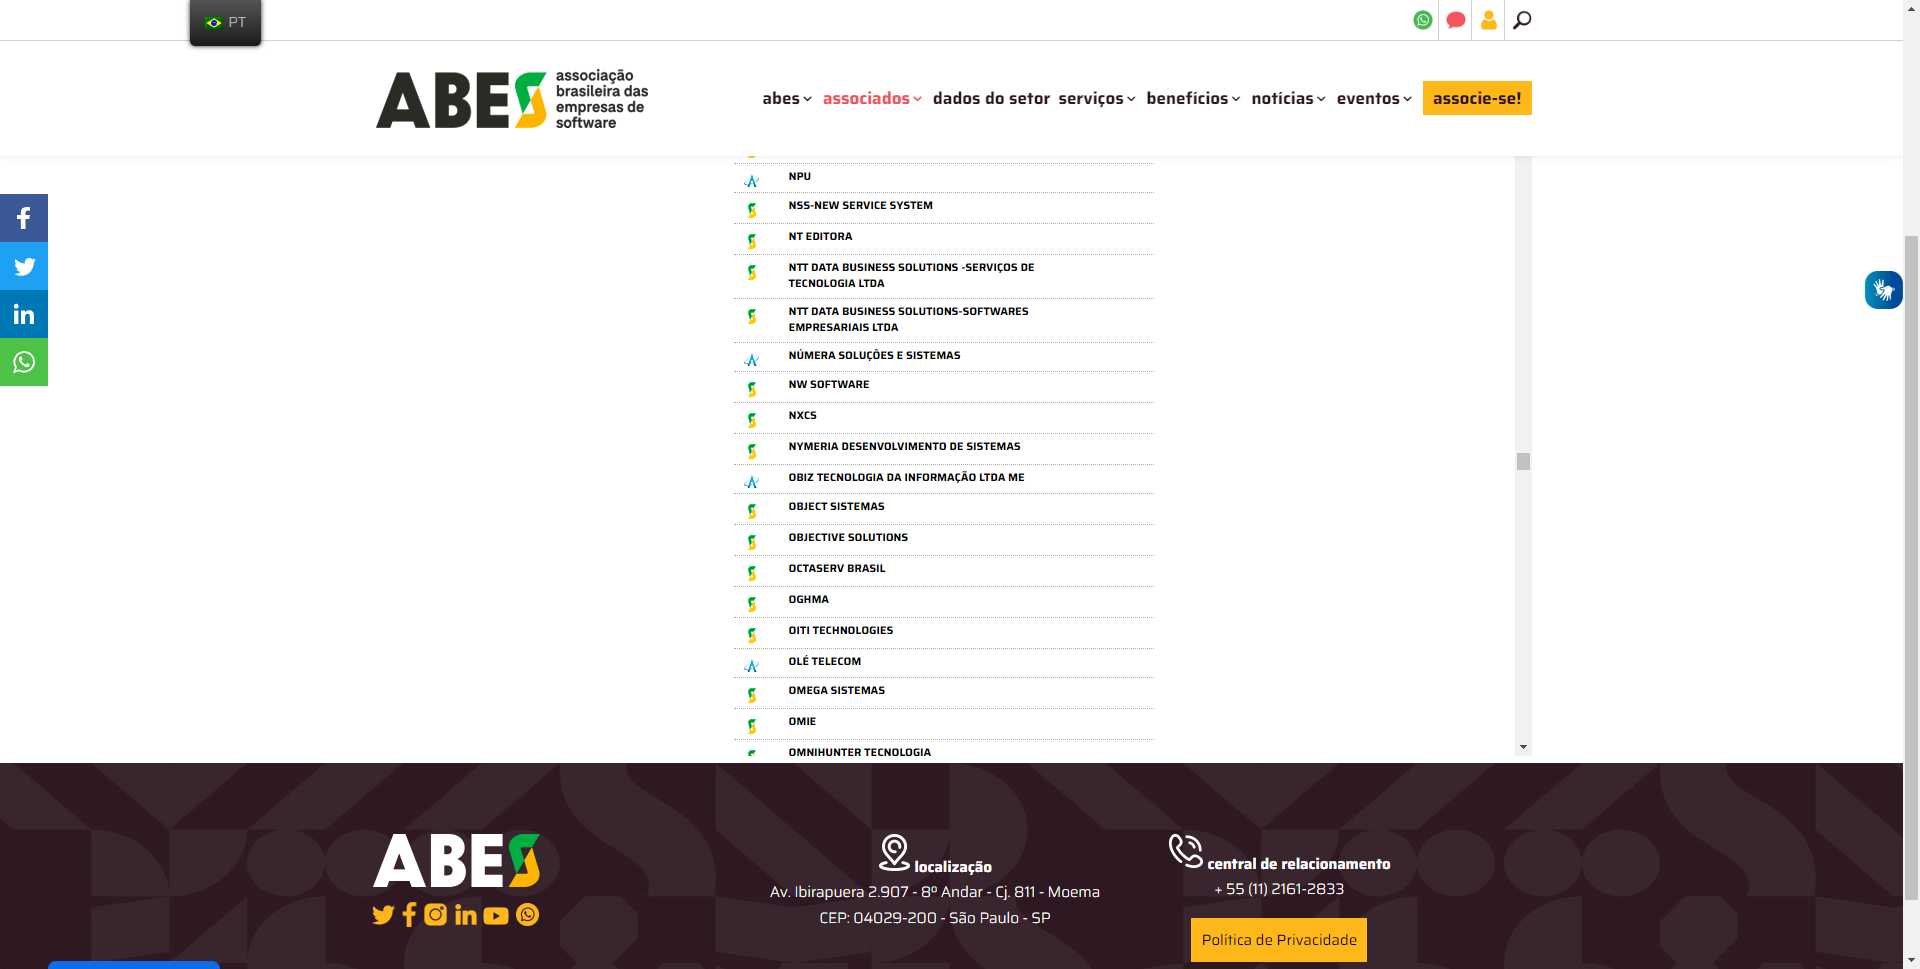 PT
ABES
associação
brasileira das
empresas de
software
abes
associados
dados do setor
serviços
benefícios
notícias
eventos
associe-se!
NPU
NSS-NEW SERVICE SYSTEM
NT EDITORA
NTT DATA BUSINESS SOLUTIONS -SERVIÇOS DE
TECNOLOGIA LTDA
NTT DATA BUSINESS SOLUTIONS-SOFTWARES
EMPRESARIAIS LTDA
NÚMERA SOLUÇÕES E SISTEMAS
NW SOFTWARE
NXCS
NYMERIA DESENVOLVIMENTO DE SISTEMAS
OBIZ TECNOLOGIA DA INFORMAÇÃO LTDA ME
OBJECT SISTEMAS
OBJECTIVE SOLUTIONS
OCTASERV BRASIL
OGHMA
OITI TECHNOLOGIES
OLÉ TELECOM
OMEGA SISTEMAS
OMIE
OMNIHUNTER TECNOLOGIA
ABES
localização
Av. Ibirapuera 2.907 - 8º Andar - Cj. 811 - Moema
CEP: 04029-200 - São Paulo - SP
central de relacionamento
+ 55 (11) 2161-2833
Política de Privacidade